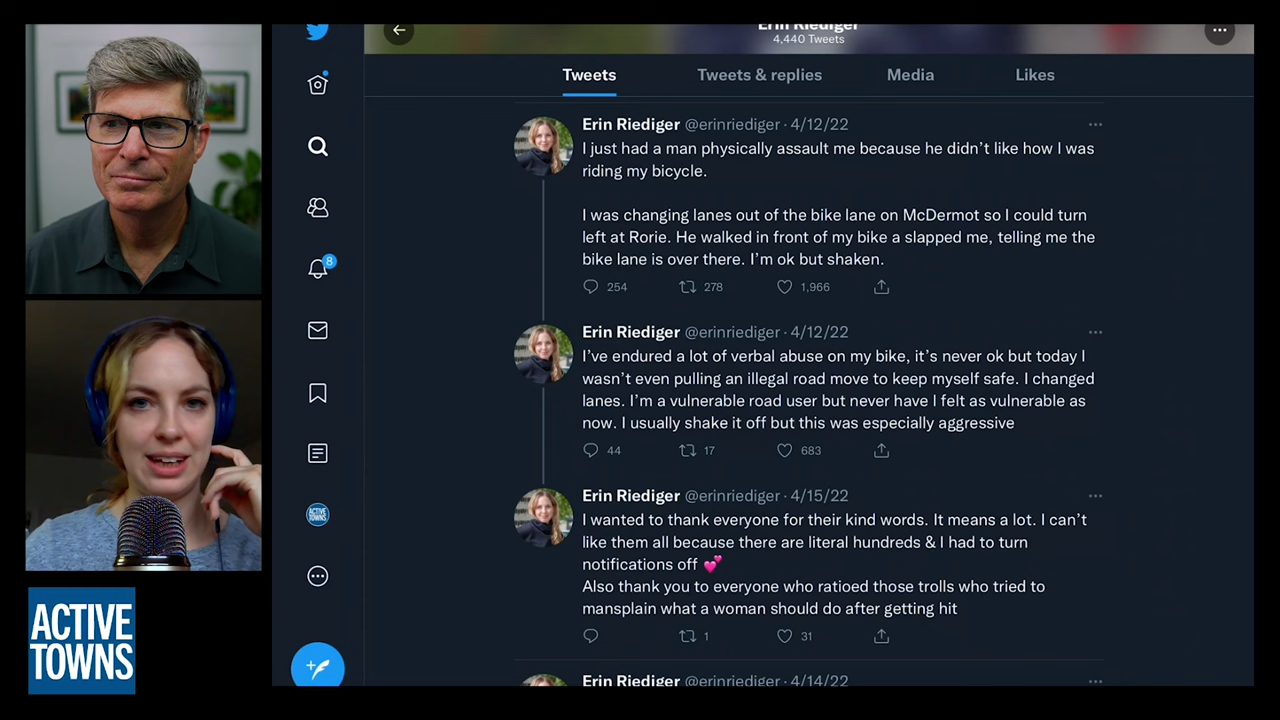 Erin Riediger
4,440 Tweets
Tweets
Tweets & replies
Media
Likes
Erin Riediger @erinriediger · 4/12/22
I just had a man physically assault me because he didn't like how I was
riding my bicycle.
I was changing lanes out of the bike lane on McDermot so I could turn
left at Rorie. He walked in front of my bike a slapped me, telling me the
bike lane is over there. I'm ok but shaken.
254
278
1,966
Erin Riediger @erinriediger · 4/12/22
I've endured a lot of verbal abuse on my bike, it's never ok but today I
wasn't even pulling an illegal road move to keep myself safe. I changed
lanes. I'm a vulnerable road user but never have I felt as vulnerable as
now. I usually shake it off but this was especially aggressive
44
17
683
Erin Riediger @erinriediger · 4/15/22
I wanted to thank everyone for their kind words. It means a lot. I can't
like them all because there are literal hundreds & I had to turn
notifications off 💕
Also thank you to everyone who ratioed those trolls who tried to
mansplain what a woman should do after getting hit
1
31
Erin Riediger @erinriediger · 4/14/22
8
ACTIVE
TOWNS
ACTIVE
TOWNS